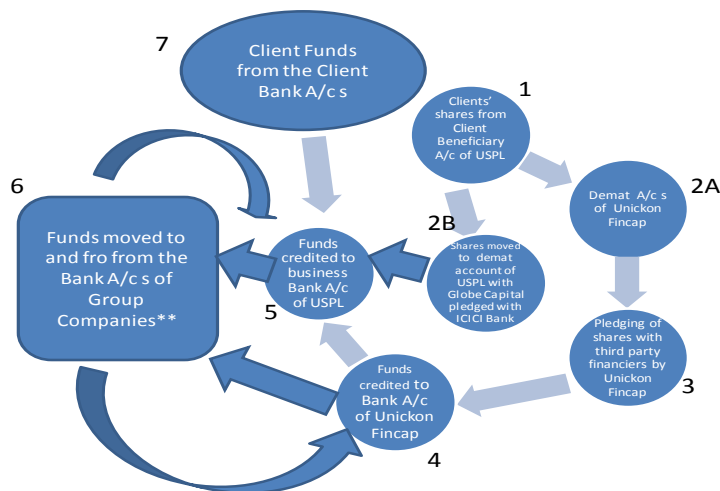 7
Client Funds
from the Client
Bank A/c s
1
Clients'
shares from
Client
Beneficiary
A/c of USPL
2A
Demat A/c s
of Unickon
Fincap
6
Funds moved to
and fro from the
Bank A/c s of
Group
Companies**
5
Funds
credited to
business
Bank A/c
of USPL
2B
Shares moved
to demat
account of
USPL with
Globe Capital
pledged with
ICICI Bank
Pledging of
shares with
third party
financiers by
Unickon
Fincap
3
Funds
credited to
Bank A/c
of Unickon
Fincap
4